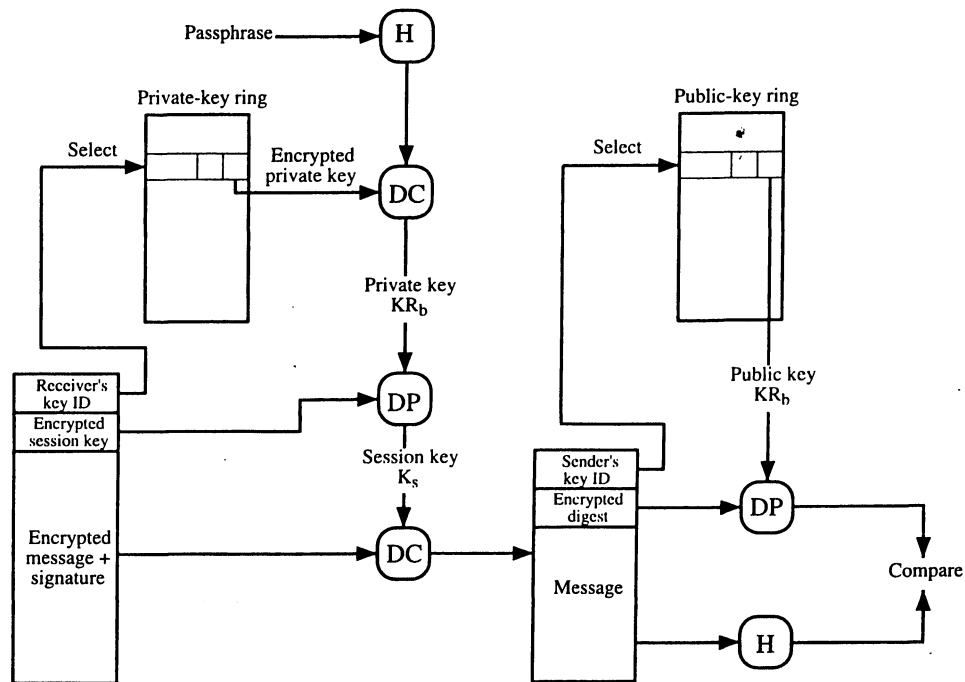 Passphrase
H
Private-key ring
Public-key ring
Select
Encrypted
private key
DC
Select
Private key
KRb
Receiver's
key ID
Encrypted
session key
DP
Public key
KRb
Session key
Ks
Sender's
key ID
Encrypted
digest
DP
Encrypted
message +
signature
DC
Message
Compare
H